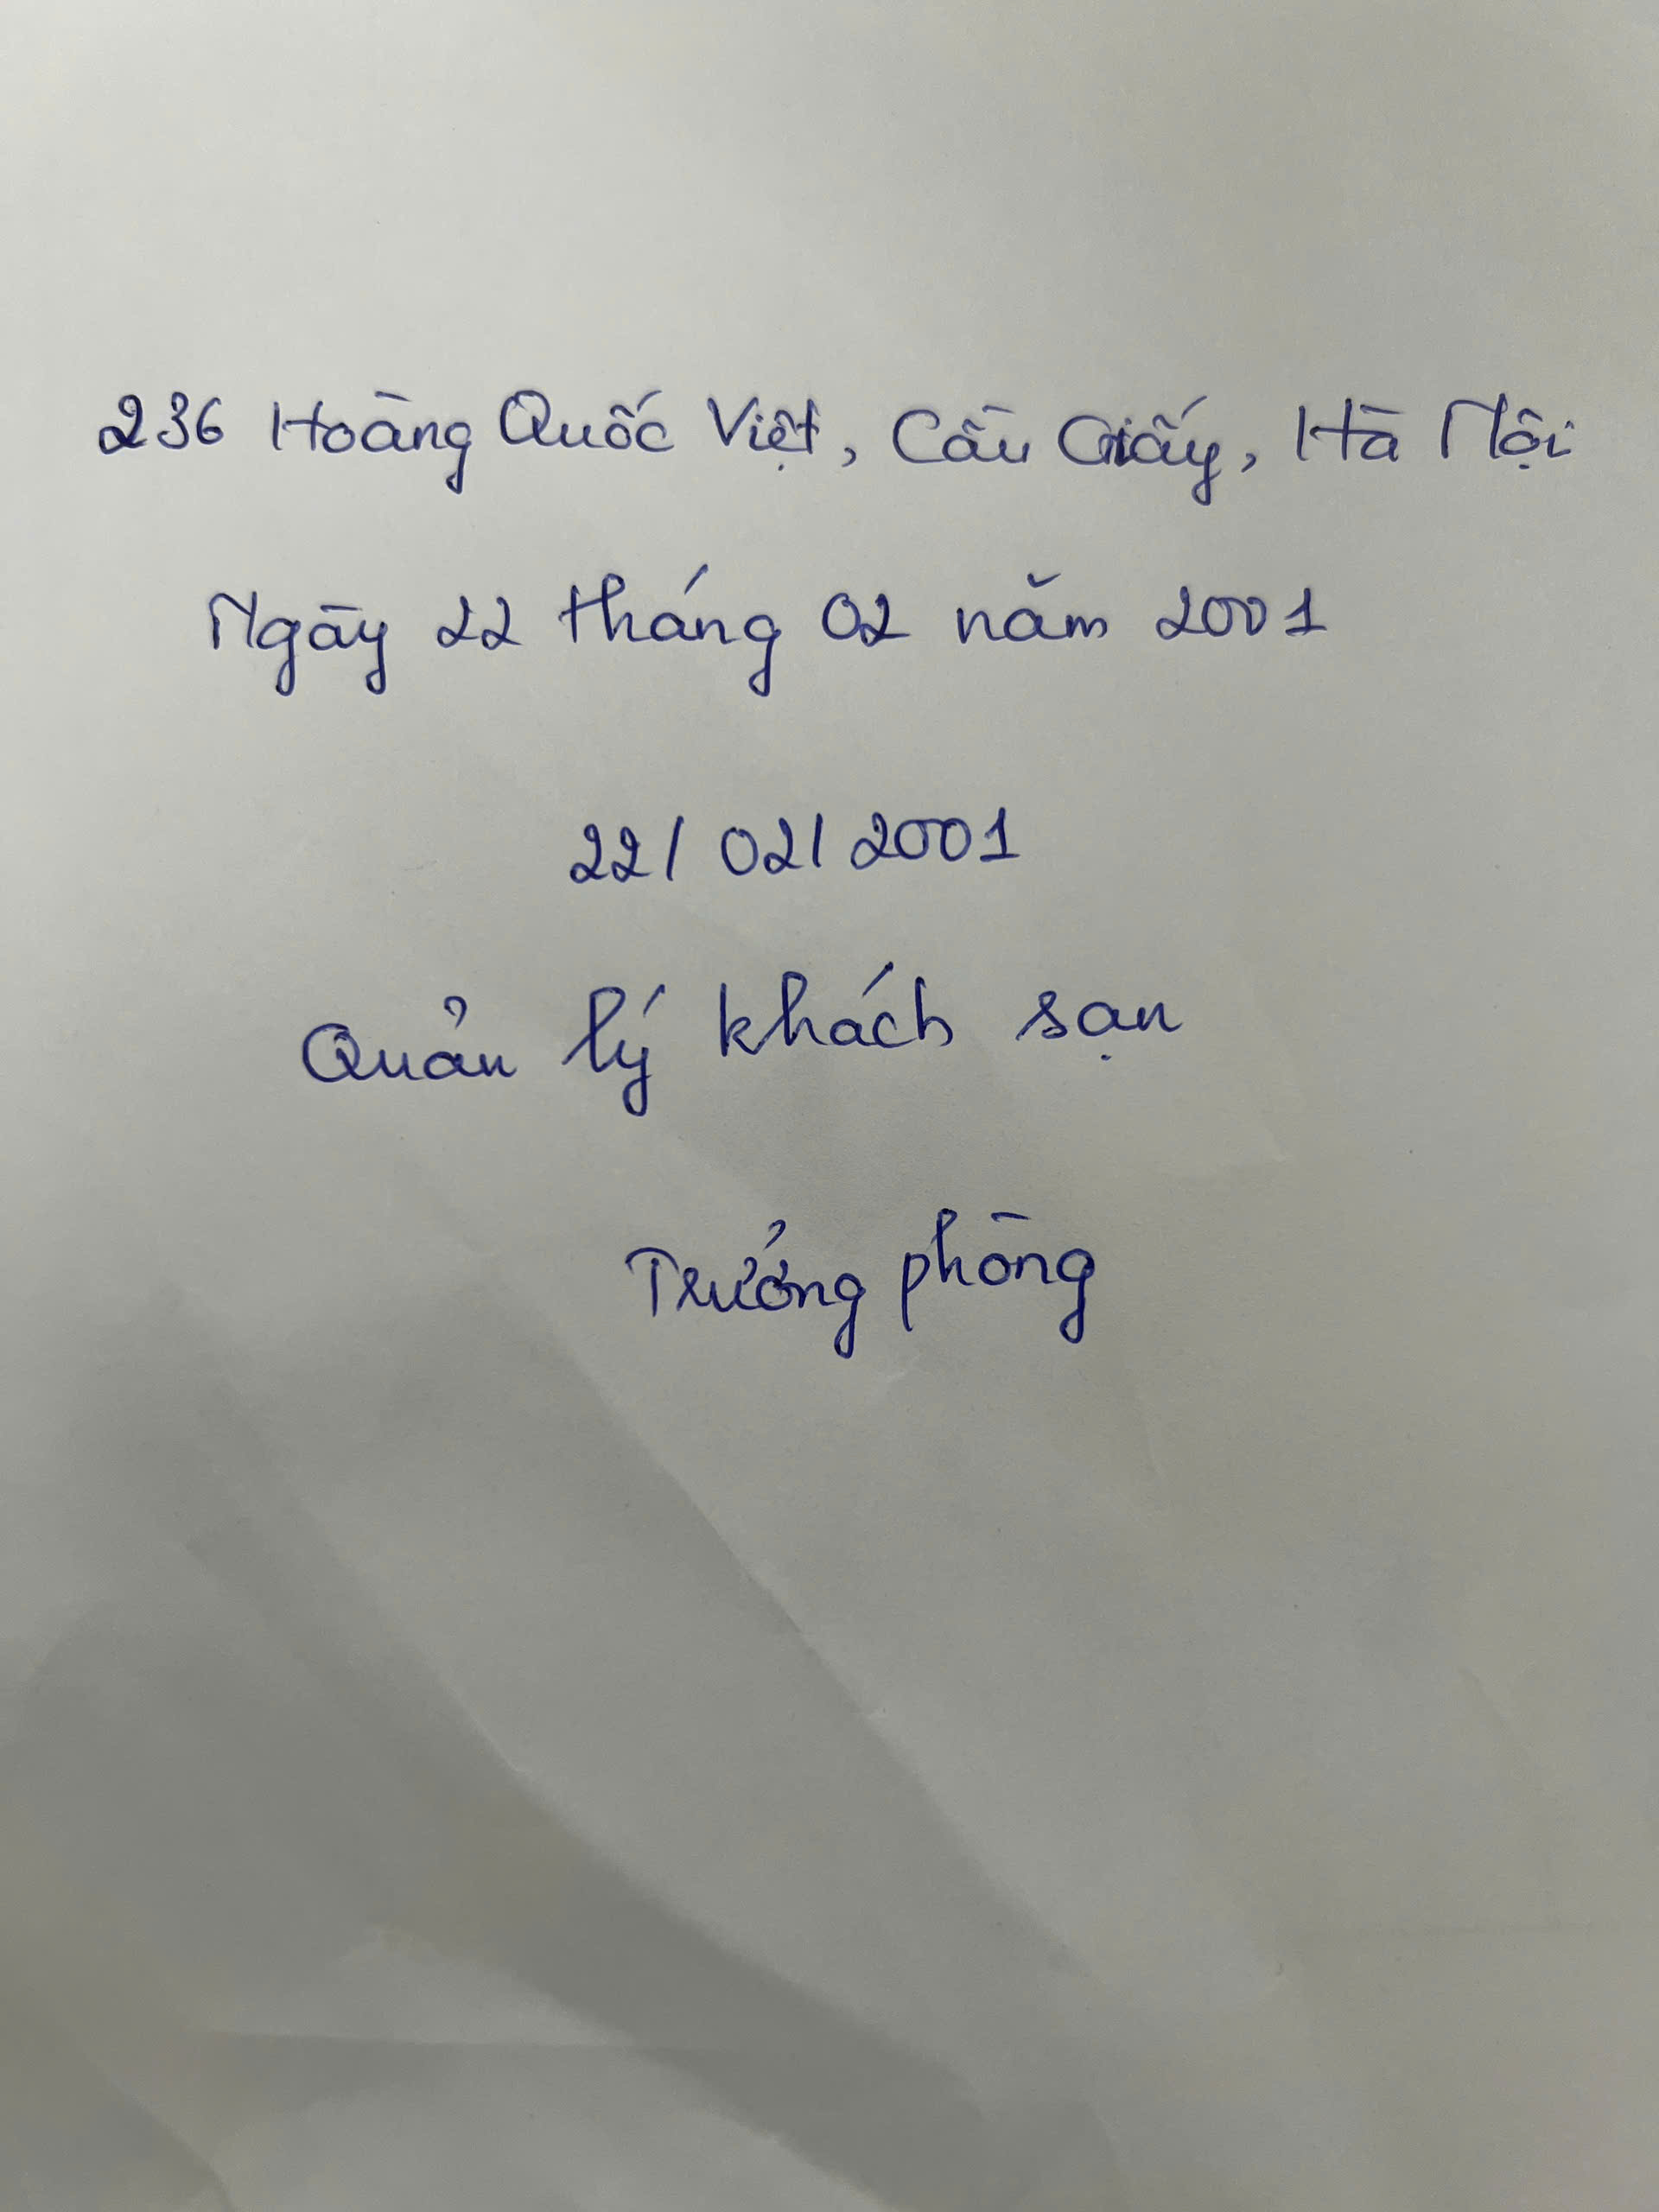 236 Hoàng Quốc Việt, Cầu Giấy, Hà Nội
Ngày 22 tháng 02 năm 2001
22/02/2001
Quản lý khách sạn
Trưởng phòng